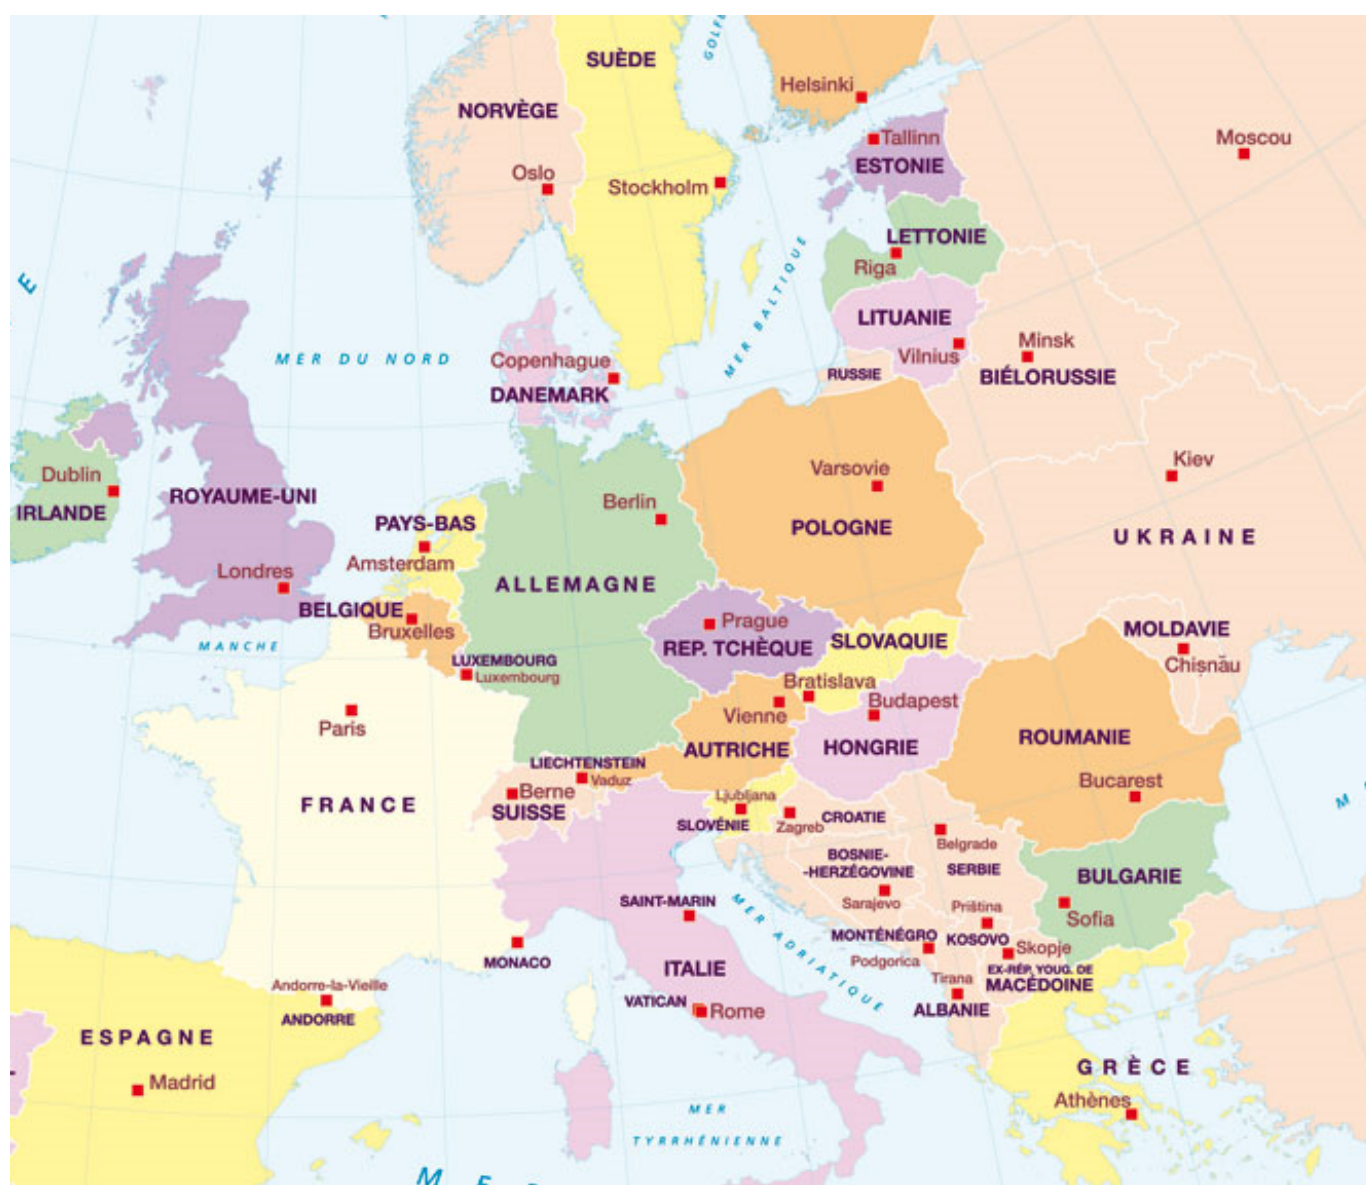 SUÈDE
GOLFE
Helsinki
NORVÈGE
Tallinn
Moscou
ESTONIE
Oslo
Stockholm
LETTONIE
Riga
MER BALTIQUE
LITUANIE
MER DU NORD
Vilnius
Minsk
Copenhague
RUSSIE
BIÉLORUSSIE
DANEMARK
Dublin
Varsovie
Kiev
ROYAUME-UNI
Berlin
IRLANDE
PAYS-BAS
POLOGNE
UKRAINE
Amsterdam
Londres
ALLEMAGNE
BELGIQUE
Bruxelles
Prague
MOLDAVIE
MANCHE
REP. TCHÈQUE
SLOVAQUIE
LUXEMBOURG
Luxembourg
Chișnău
Bratislava
Paris
Vienne
Budapest
AUTRICHE
HONGRIE
ROUMANIE
LIECHTENSTEIN
Vaduz
Bucarest
Berne
SUISSE
FRANCE
Ljubljana
SLOVÉNIE
Zagreb
CROATIE
Belgrade
BOSNIE-
-HERZÉGOVINE
SERBIE
BULGARIE
SAINT-MARIN
Sarajevo
Priština
Sofia
MER ADRIATIQUE
MONTÉNÉGRO
KOSOVO
Skopje
MONACO
ITALIE
Podgorica
EX-RÉP. YOUG. DE
MACÉDOINE
Tirana
Andorre-la-Vieille
ANDORRE
VATICAN
Rome
ALBANIE
ESPAGNE
Madrid
GRÈCE
Athènes
MER
TYRRHÉNIENNE